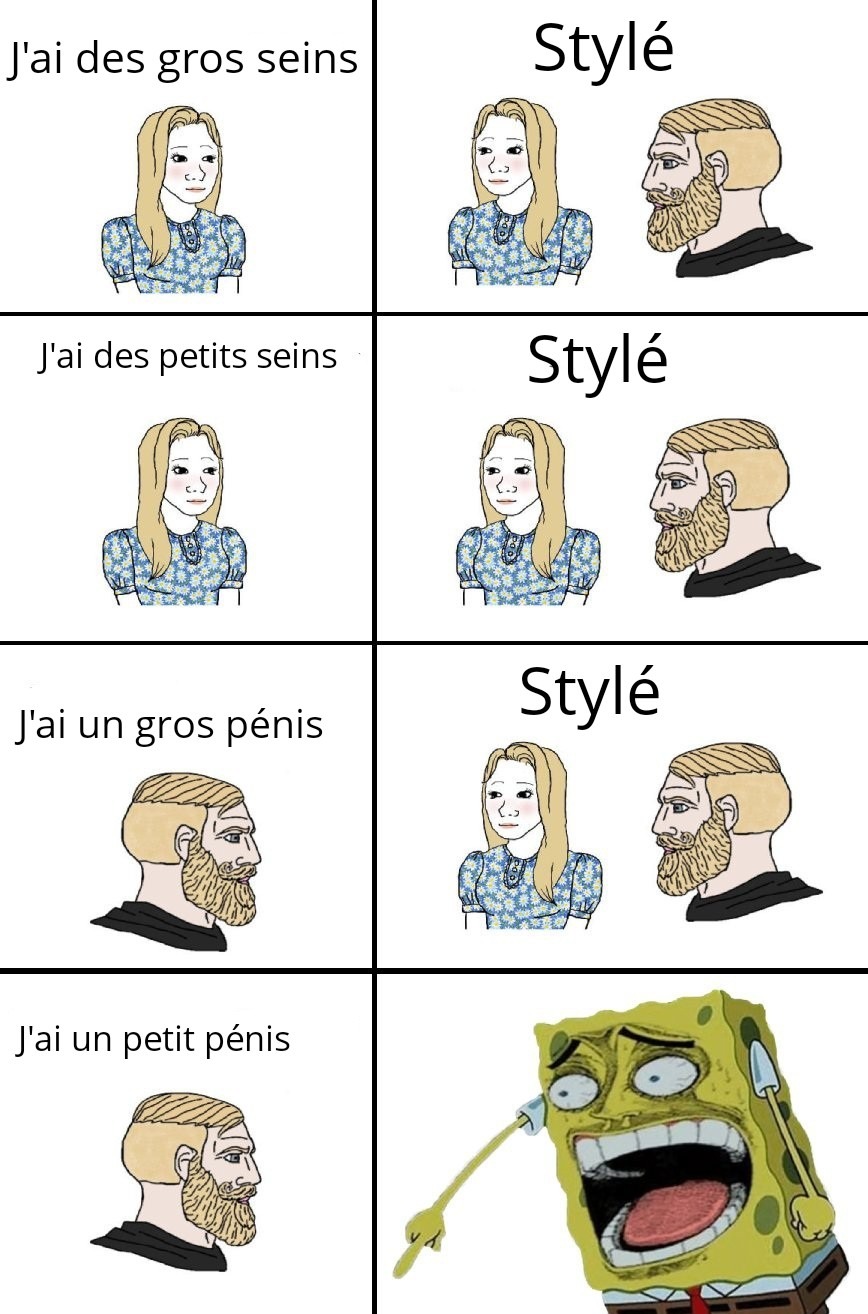 J'ai des gros seins
Stylé
J'ai des petits seins
Stylé
J'ai un gros pénis
Stylé
J'ai un petit pénis